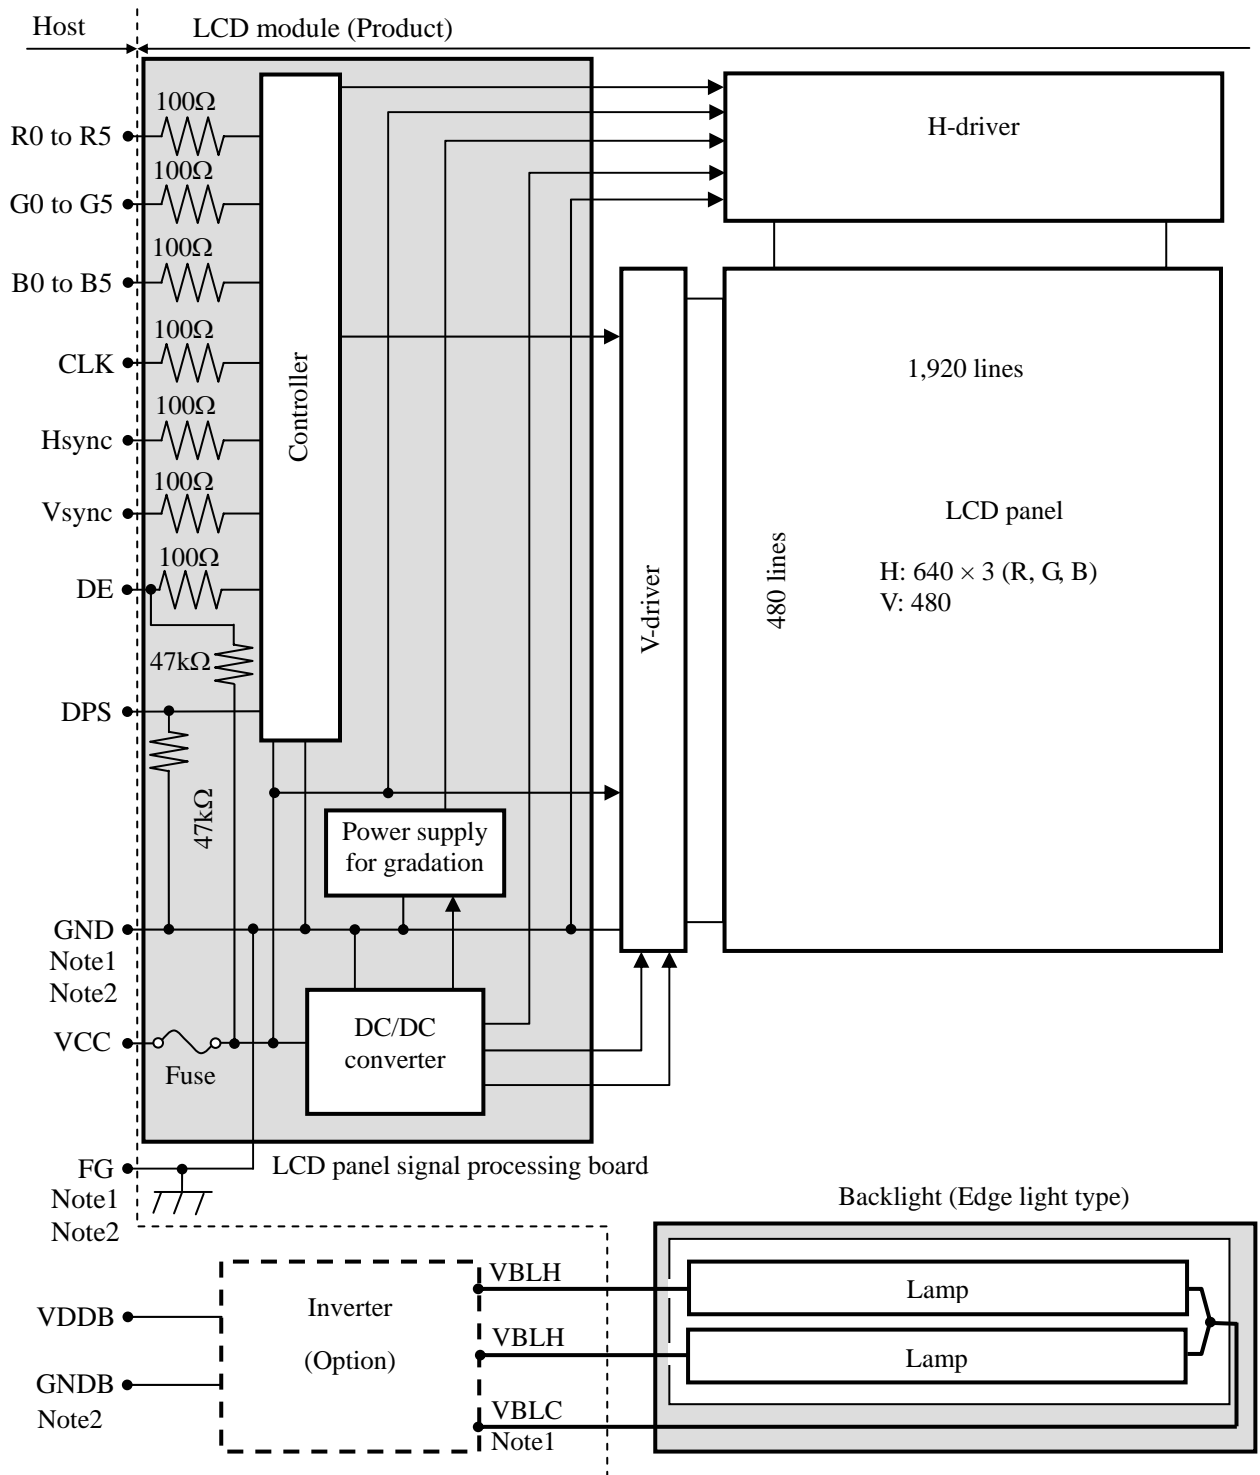 Host
LCD module (Product)
100Ω
R0 to R5
100Ω
G0 to G5
100Ω
B0 to B5
100Ω
CLK
100Ω
Hsync
100Ω
Vsync
100Ω
DE
47kΩ
DPS
47kΩ
Controller
H-driver
V-driver
1,920 lines
480 lines
LCD panel
H: 640 × 3 (R, G, B)
V: 480
Power supply
for gradation
GND
Note1
Note2
VCC
Fuse
DC/DC
converter
FG
Note1
Note2
LCD panel signal processing board
Backlight (Edge light type)
VDDB
GNDB
Note2
Inverter
(Option)
VBLH
Lamp
VBLH
Lamp
VBLC
Note1